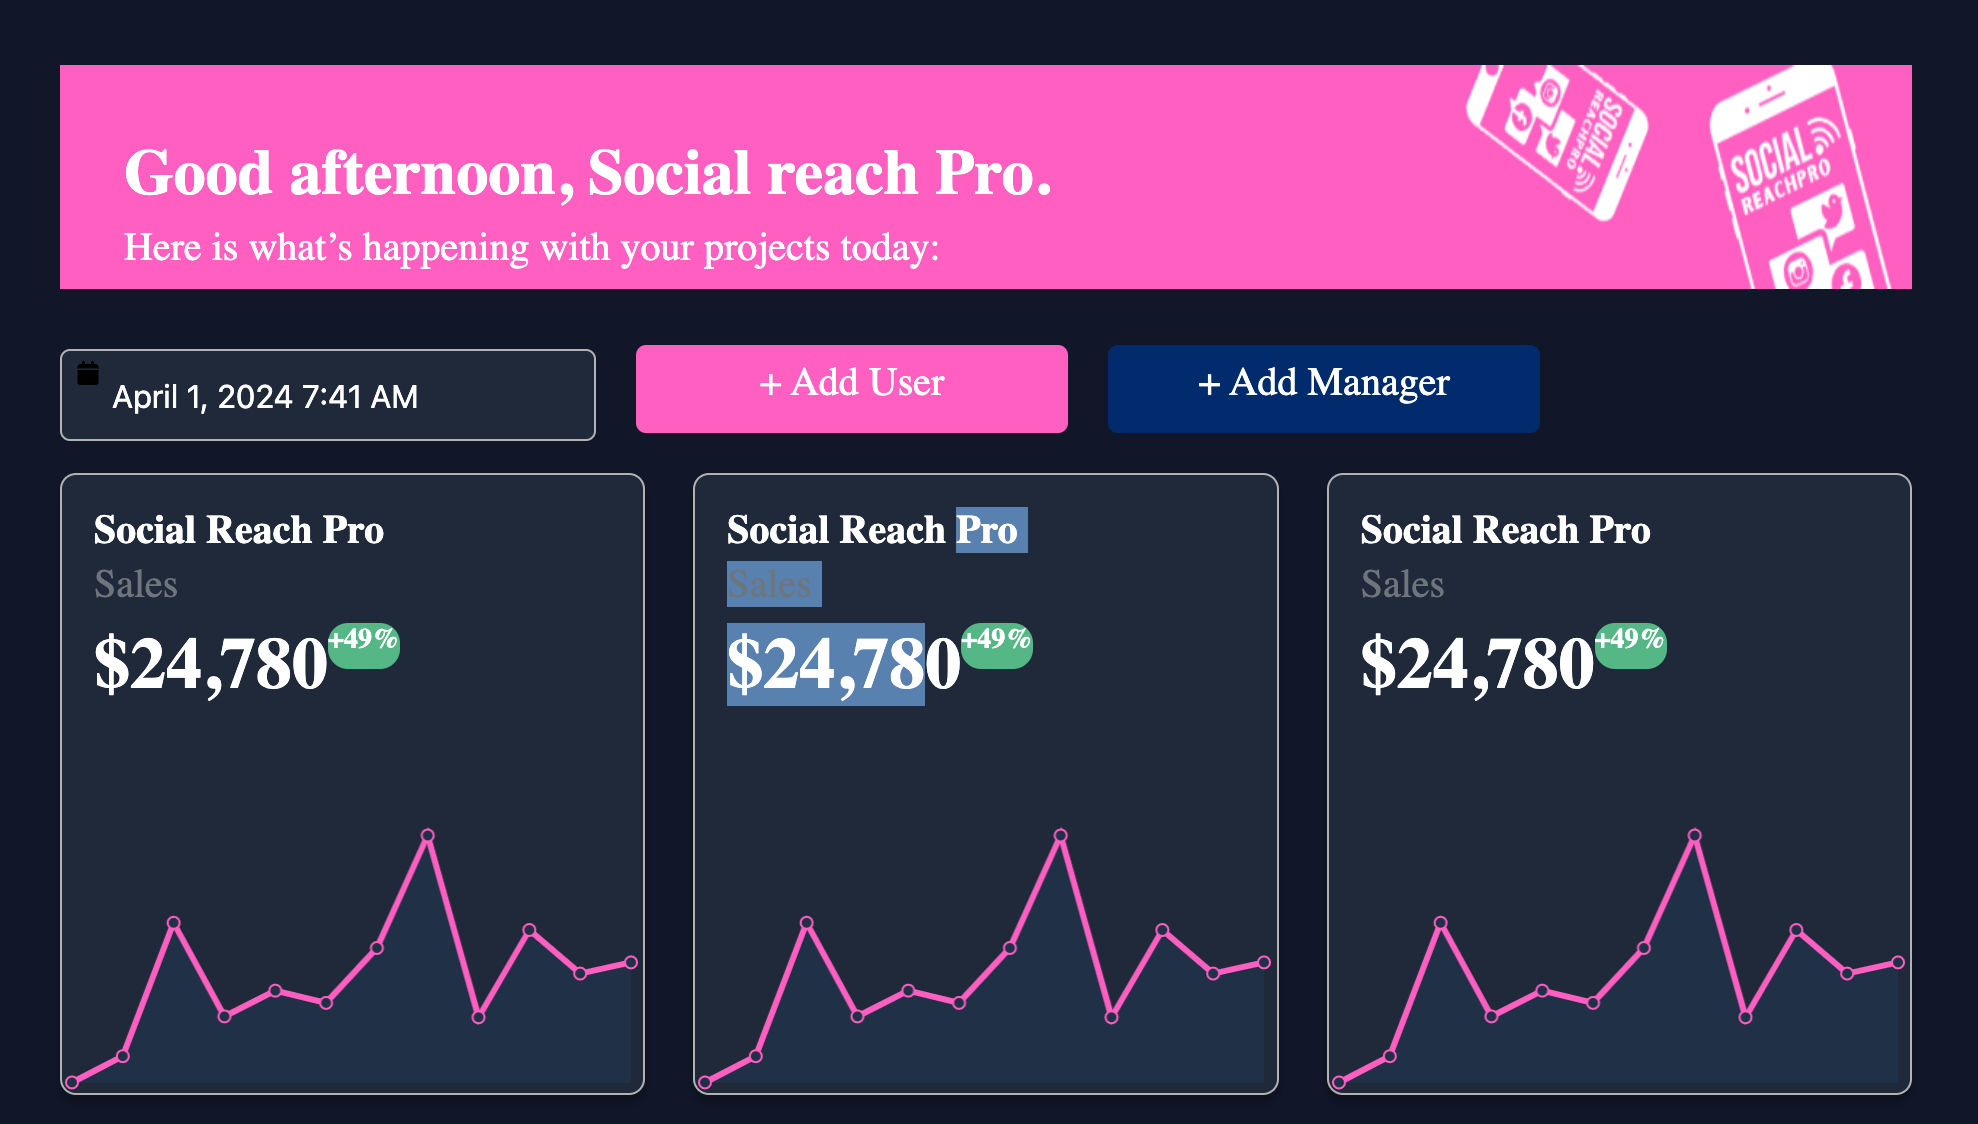 Good afternoon, Social reach Pro.
Here is what’s happening with your projects today:
SOCIAL
REACHPRO
SOCIAL
REACHPRO
April 1, 2024 7:41 AM
+ Add User
+ Add Manager
Social Reach Pro
Sales
$24,780 +49%
Social Reach Pro
Sales
$24,780 +49%
Social Reach Pro
Sales
$24,780 +49%